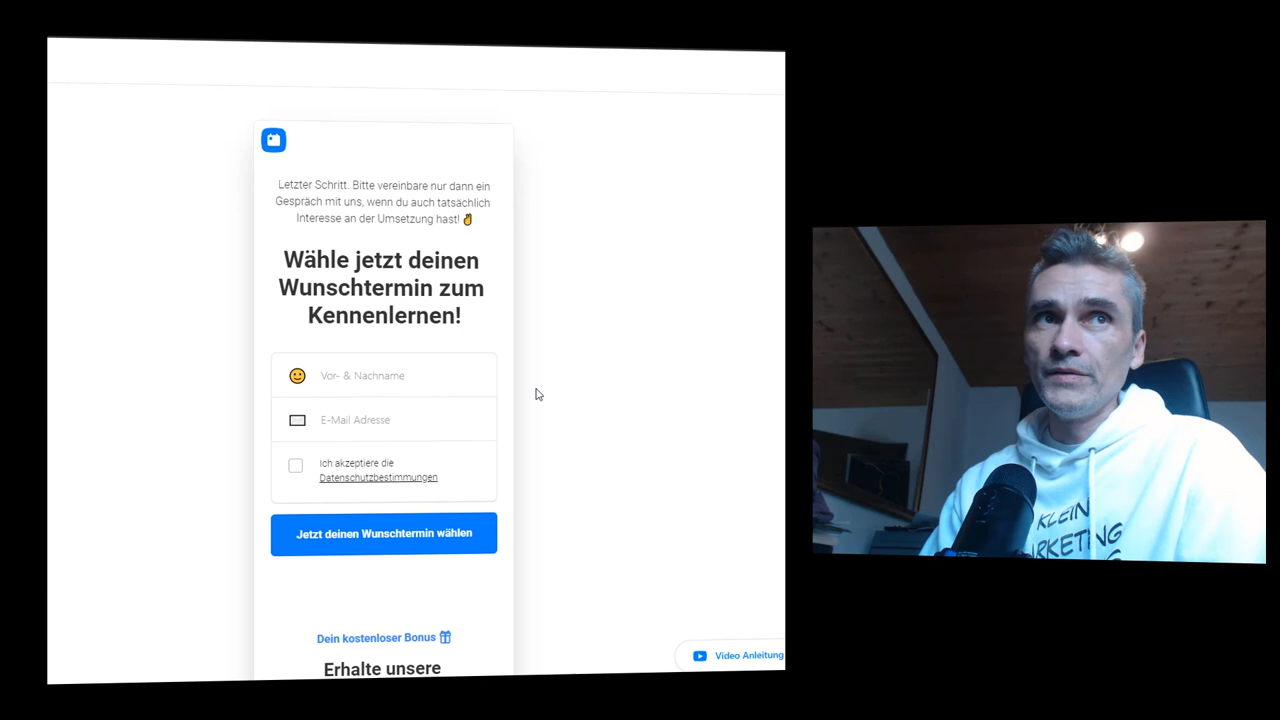 Letzter Schritt. Bitte vereinbare nur dann ein
Gespräch mit uns, wenn du auch tatsächlich
Interesse an der Umsetzung hast! ✌
Wähle jetzt deinen
Wunschtermin zum
Kennenlernen!
Vor- & Nachname
E-Mail Adresse
Ich akzeptiere die
Datenschutzbestimmungen
Jetzt deinen Wunschtermin wählen
Dein kostenloser Bonus
Erhalte unsere
Video Anleitung
KLEIN